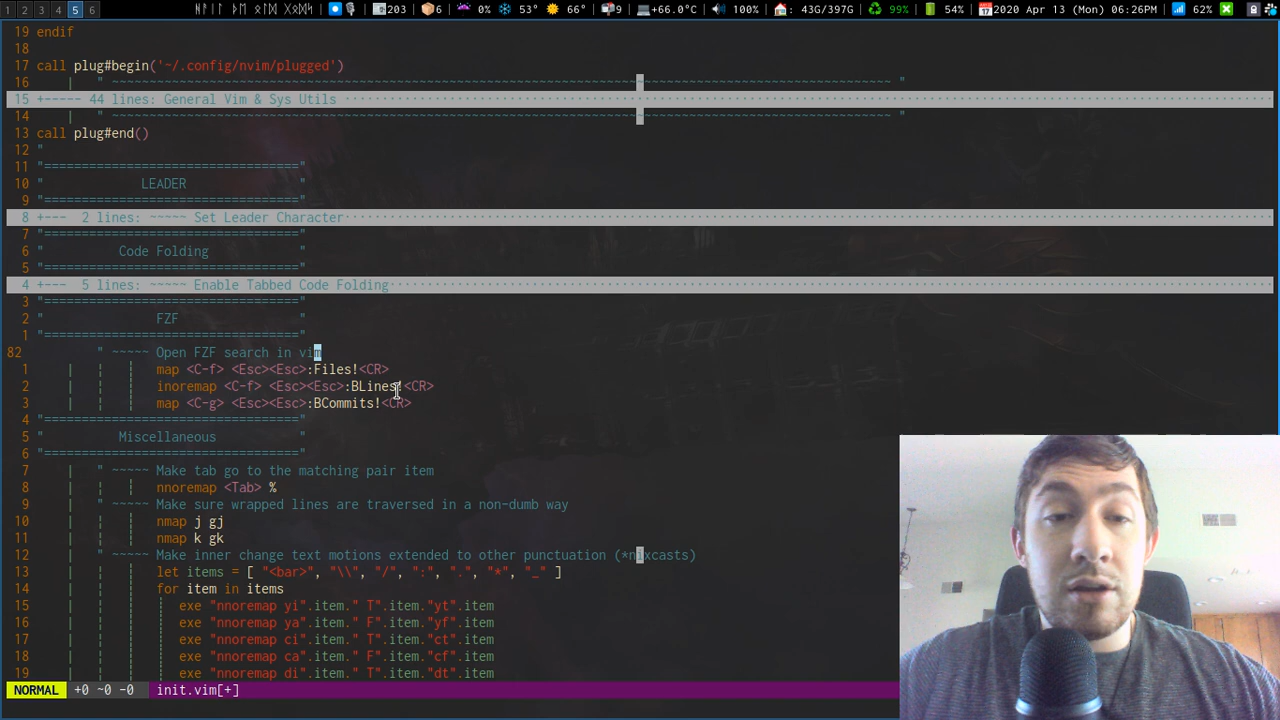 1 2 3 4 5 6 203 6 0% 53° 66° 9 +66.0°C 100% : 43G/397G 99% 54% 2020 Apr 13 (Mon) 06:26PM 62%
19 endif
18
17 call plug#begin('~/.config/nvim/plugged')
16 | " ~~~~~~~~~~~~~~~~~~~~~~~~~~~~~~~~~~~~~~~~~~~~~~~~~~~~~~~~~~~~~~~~~~~~~~~~~~~~~~~~~~~~~~~~~~~~~~~~~~~~~~~~ "
15 +----- 44 lines: General Vim & Sys Utils
14 | " ~~~~~~~~~~~~~~~~~~~~~~~~~~~~~~~~~~~~~~~~~~~~~~~~~~~~~~~~~~~~~~~~~~~~~~~~~~~~~~~~~~~~~~~~~~~~~~~~~~~~~~~~ "
13 call plug#end()
12 "
11 "=================================="
10 " LEADER "
9 "=================================="
8 +--- 2 lines: ~~~~~ Set Leader Character
7 "=================================="
6 " Code Folding "
5 "=================================="
4 +--- 5 lines: ~~~~~ Enable Tabbed Code Folding
3 "=================================="
2 " FZF "
1 "=================================="
82 " ~~~~~ Open FZF search in vim
1 | ¦ ¦ map <C-f> <Esc><Esc>:Files!<CR>
2 | ¦ ¦ inoremap <C-f> <Esc><Esc>:BLines!<CR>
3 | ¦ ¦ map <C-g> <Esc><Esc>:BCommits!<CR>
4 "=================================="
5 " Miscellaneous "
6 "=================================="
7 | " ~~~~~ Make tab go to the matching pair item
8 | ¦ ¦ nnoremap <Tab> %
9 | " ~~~~~ Make sure wrapped lines are traversed in a non-dumb way
10 | ¦ ¦ nmap j gj
11 | ¦ ¦ nmap k gk
12 | " ~~~~~ Make inner change text motions extended to other punctuation (*nixcasts)
13 | ¦ ¦ let items = [ "<bar>", "\\", "/", ":", ".", "*", "_" ]
14 | ¦ ¦ for item in items
15 | ¦ ¦ ¦ exe "nnoremap yi".item." T".item."yt".item
16 | ¦ ¦ ¦ exe "nnoremap ya".item." F".item."yf".item
17 | ¦ ¦ ¦ exe "nnoremap ci".item." T".item."ct".item
18 | ¦ ¦ ¦ exe "nnoremap ca".item." F".item."cf".item
19 | ¦ ¦ ¦ exe "nnoremap di".item." T".item."dt".item
NORMAL +0 ~0 -0 init.vim[+]